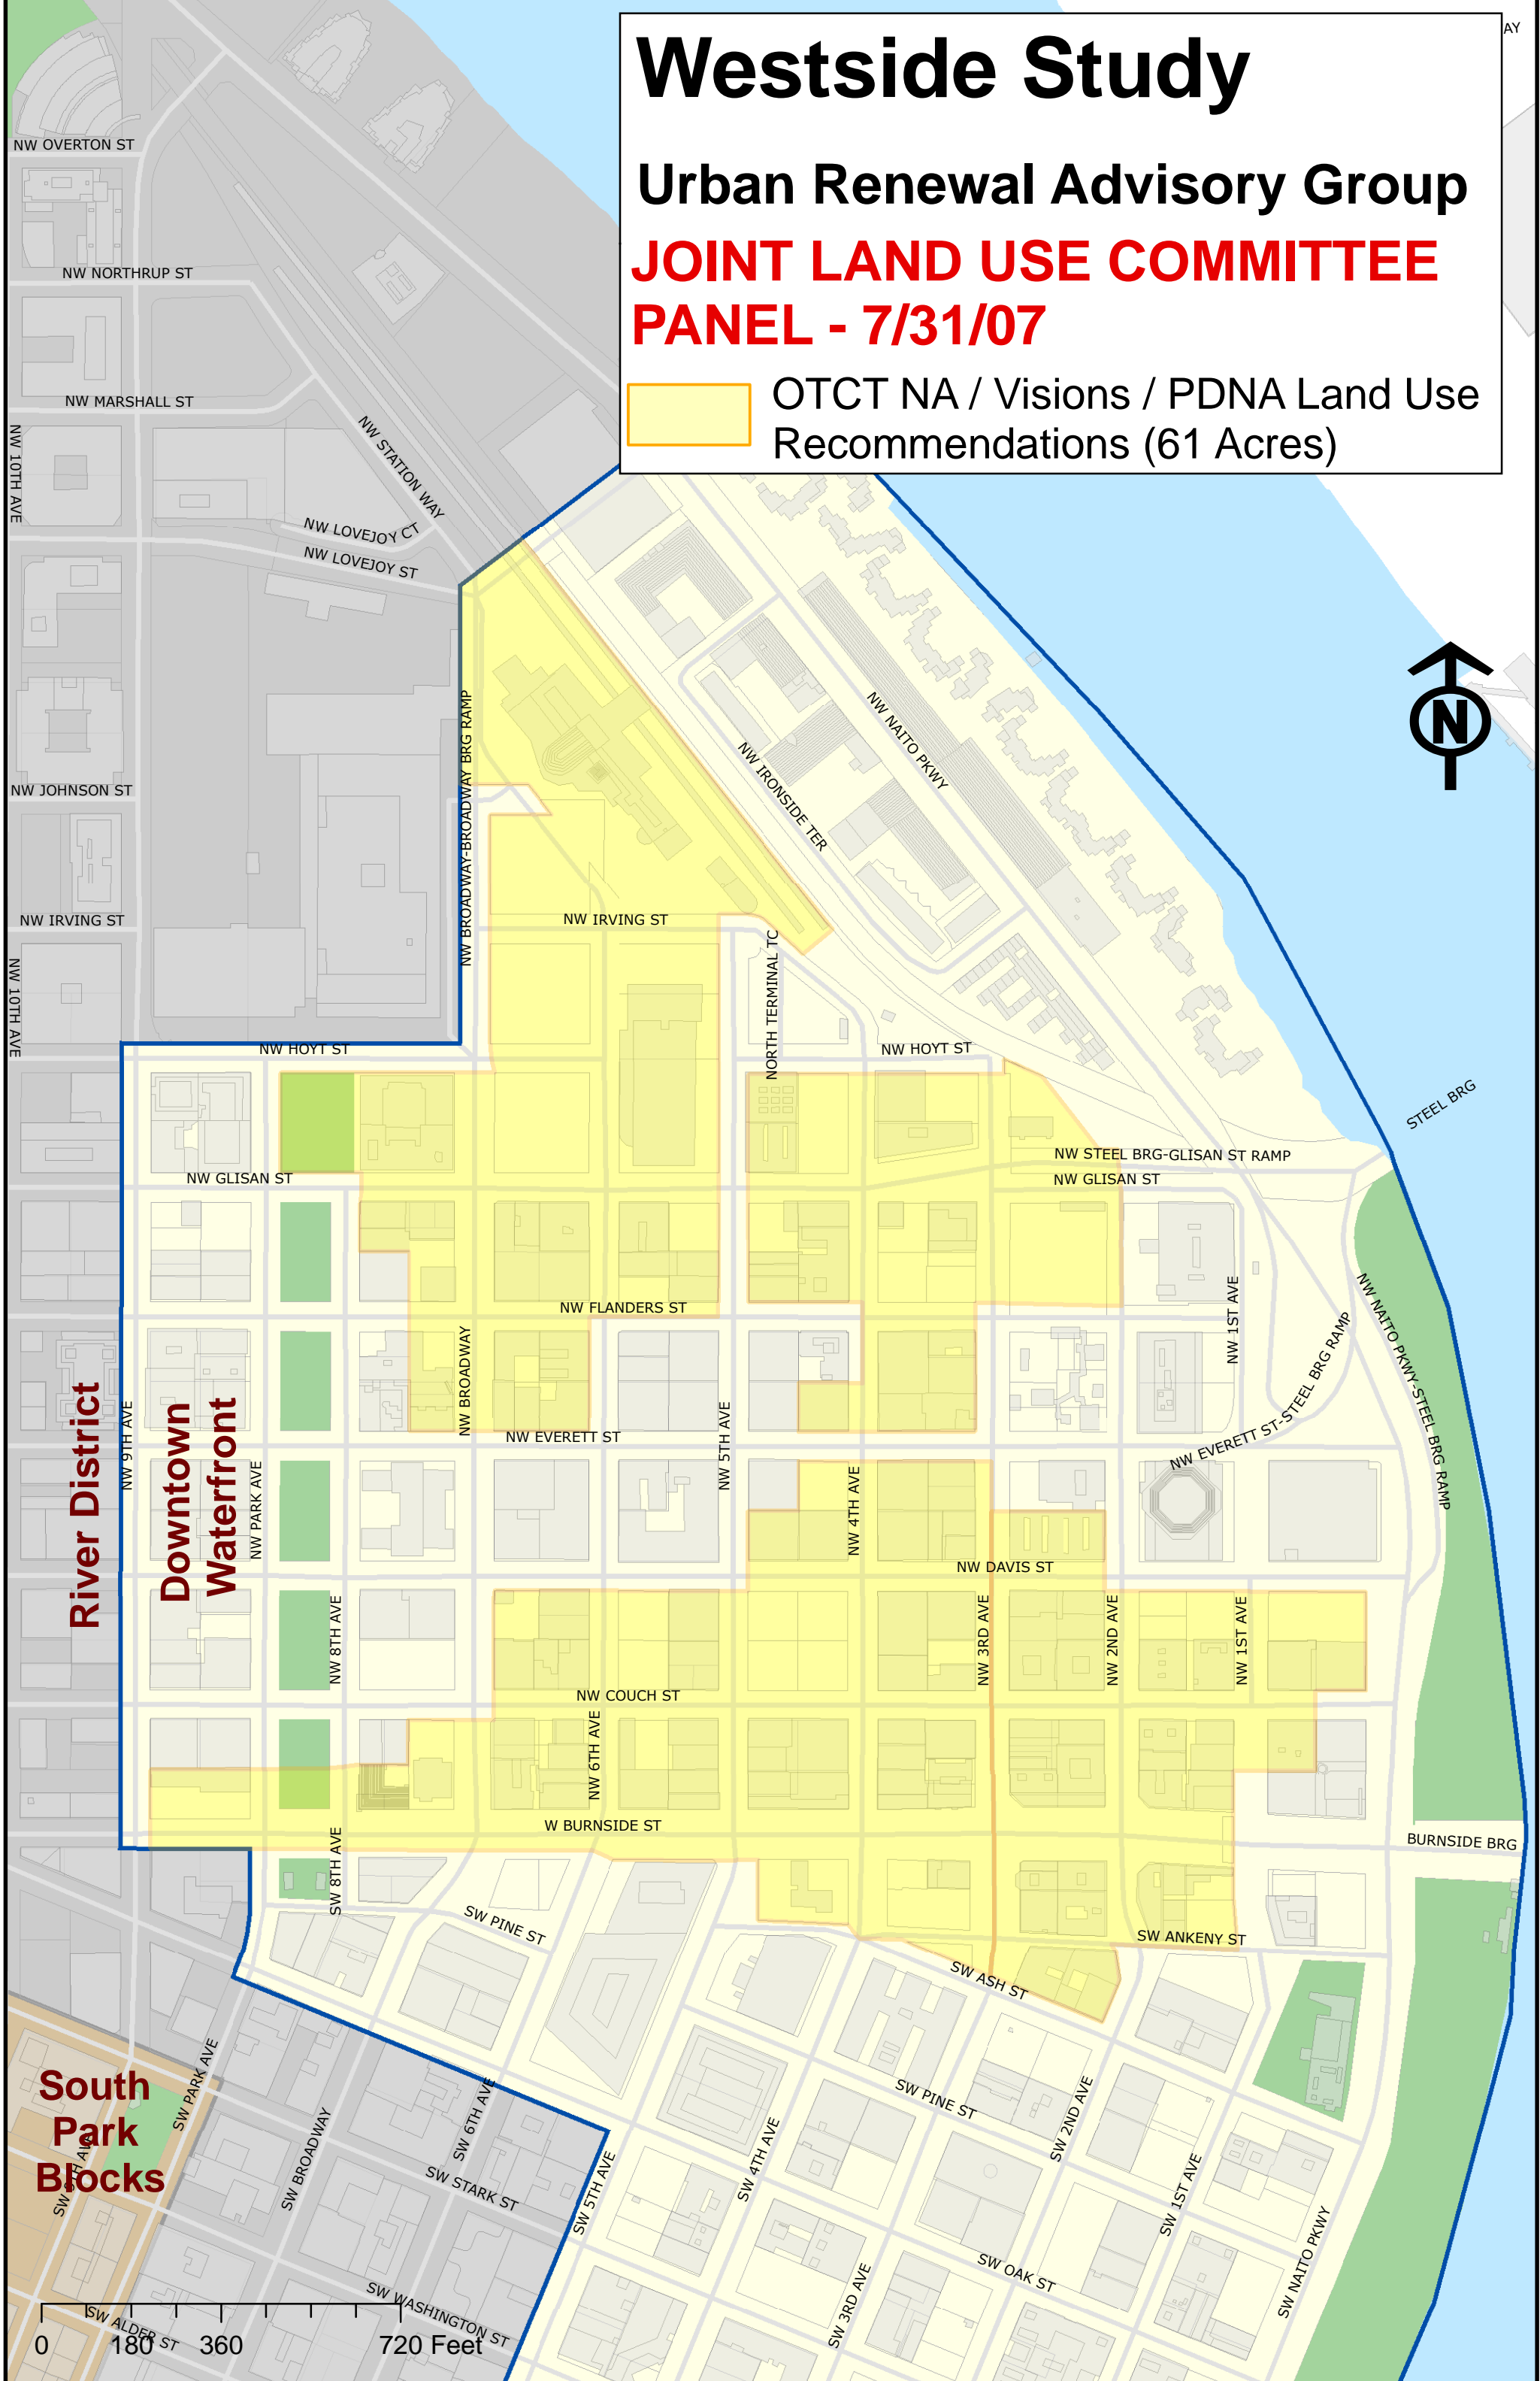 Westside Study
Urban Renewal Advisory Group
JOINT LAND USE COMMITTEE
PANEL - 7/31/07
OTCT NA / Visions / PDNA Land Use
Recommendations (61 Acres)
AY
NW OVERTON ST
NW NORTHRUP ST
NW MARSHALL ST
NW 10TH AVE
NW STATION WAY
NW LOVEJOY CT
NW LOVEJOY ST
N
NW BROADWAY-BROADWAY BRG RAMP
NW NAITO PKWY
NW IRONSIDE TER
NW JOHNSON ST
NW IRVING ST
NW IRVING ST
NW 10TH AVE
NORTH TERMINAL TC
NW HOYT ST
NW HOYT ST
STEEL BRG
NW STEEL BRG-GLISAN ST RAMP
NW GLISAN ST
NW GLISAN ST
NW 1ST AVE
NW NAITO PKWY-STEEL BRG RAMP
NW FLANDERS ST
NW BROADWAY
NW EVERETT ST-STEEL BRG RAMP
River District
NW 9TH AVE
Downtown
Waterfront
NW PARK AVE
NW EVERETT ST
NW 5TH AVE
NW 4TH AVE
NW DAVIS ST
NW 8TH AVE
NW 3RD AVE
NW 2ND AVE
NW 1ST AVE
NW COUCH ST
NW 6TH AVE
W BURNSIDE ST
BURNSIDE BRG
SW 8TH AVE
SW PINE ST
SW ANKENY ST
SW ASH ST
South
Park
Blocks
SW PARK AVE
SW 9TH AVE
SW BROADWAY
SW 6TH AVE
SW STARK ST
SW 5TH AVE
SW 4TH AVE
SW PINE ST
SW 2ND AVE
SW 1ST AVE
SW NAITO PKWY
SW OAK ST
SW 3RD AVE
SW WASHINGTON ST
SW ALDER ST
0 180 360 720 Feet